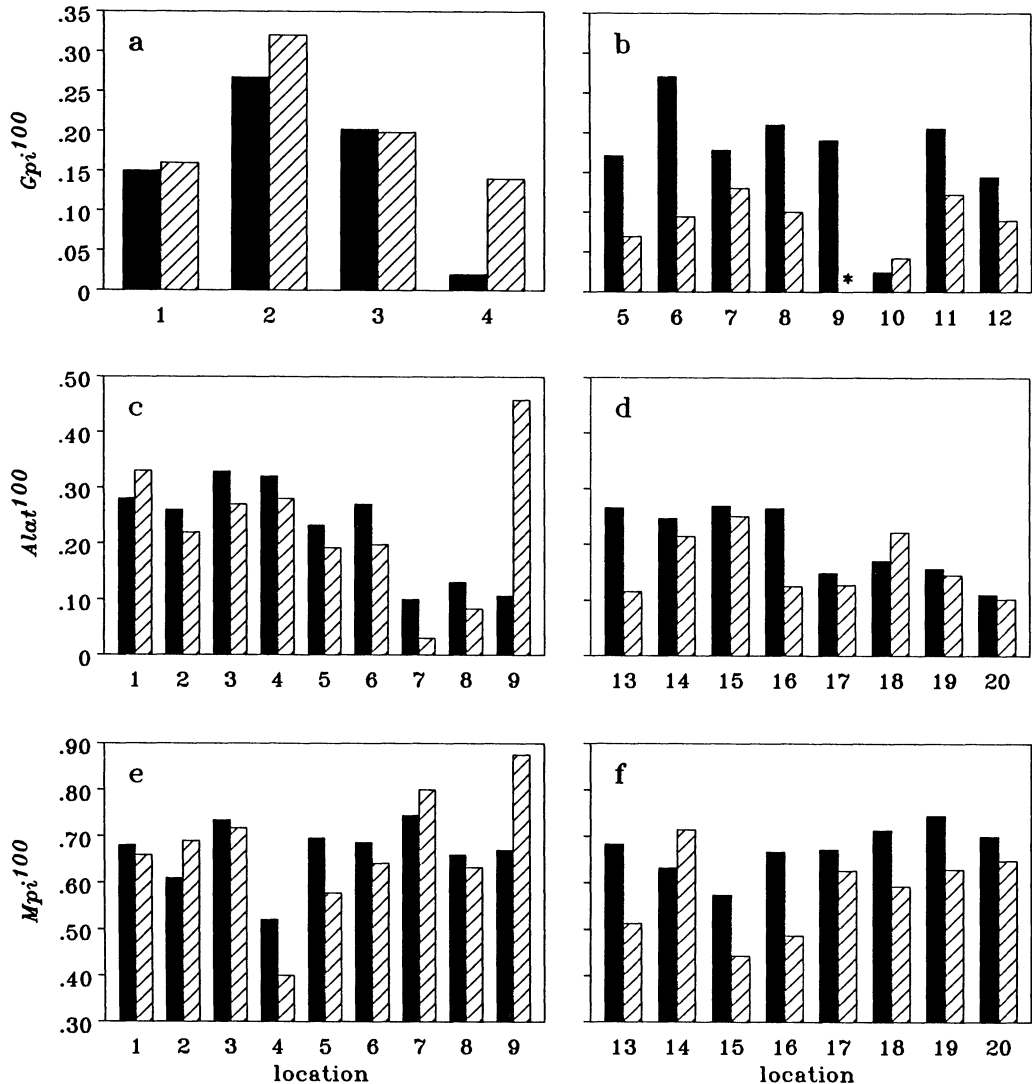 Gpi100
.35
.30
.25
.20
.15
.10
.05
0
a
1 2 3 4
b
*
5 6 7 8 9 10 11 12
Alat100
.50
.40
.30
.20
.10
0
c
1 2 3 4 5 6 7 8 9
d
13 14 15 16 17 18 19 20
Mpi100
.90
.80
.70
.60
.50
.40
.30
e
1 2 3 4 5 6 7 8 9
location
f
13 14 15 16 17 18 19 20
location